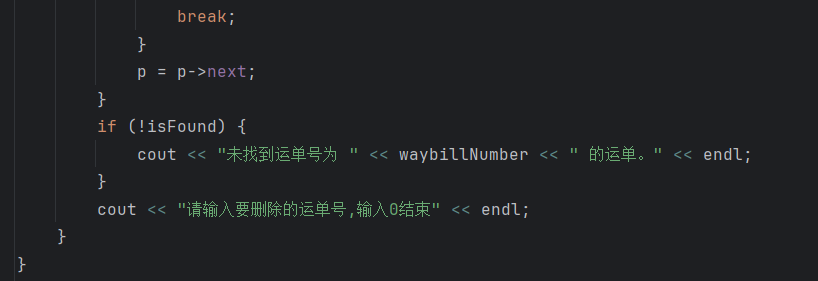 break;
}
p = p->next;
}
if (!isFound) {
cout << "未找到运单号为 " << waybillNumber << " 的运单。" << endl;
}
cout << "请输入要删除的运单号,输入0结束" << endl;
}
}